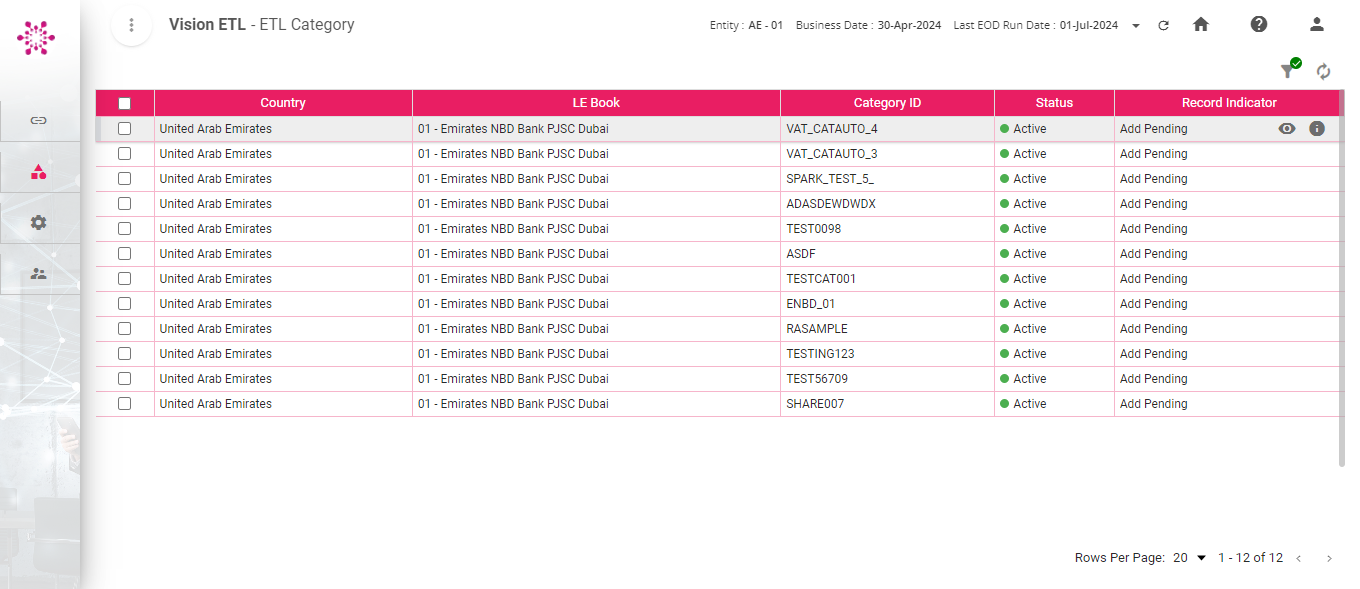 Vision ETL - ETL Category Entity : AE - 01 Business Date : 30-Apr-2024 Last EOD Run Date : 01-Jul-2024
Country LE Book Category ID Status Record Indicator
United Arab Emirates 01 - Emirates NBD Bank PJSC Dubai VAT_CATAUTO_4 Active Add Pending
United Arab Emirates 01 - Emirates NBD Bank PJSC Dubai VAT_CATAUTO_3 Active Add Pending
United Arab Emirates 01 - Emirates NBD Bank PJSC Dubai SPARK_TEST_5_ Active Add Pending
United Arab Emirates 01 - Emirates NBD Bank PJSC Dubai ADASDEWDWDX Active Add Pending
United Arab Emirates 01 - Emirates NBD Bank PJSC Dubai TEST0098 Active Add Pending
United Arab Emirates 01 - Emirates NBD Bank PJSC Dubai ASDF Active Add Pending
United Arab Emirates 01 - Emirates NBD Bank PJSC Dubai TESTCAT001 Active Add Pending
United Arab Emirates 01 - Emirates NBD Bank PJSC Dubai ENBD_01 Active Add Pending
United Arab Emirates 01 - Emirates NBD Bank PJSC Dubai RASAMPLE Active Add Pending
United Arab Emirates 01 - Emirates NBD Bank PJSC Dubai TESTING123 Active Add Pending
United Arab Emirates 01 - Emirates NBD Bank PJSC Dubai TEST56709 Active Add Pending
United Arab Emirates 01 - Emirates NBD Bank PJSC Dubai SHARE007 Active Add Pending
Rows Per Page: 20 1 - 12 of 12